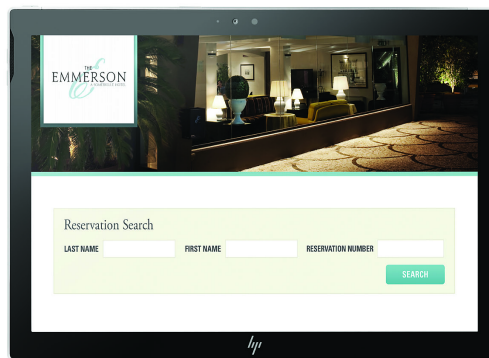 THE
EMMERSON
Reservation Search
LAST NAME
FIRST NAME
RESERVATION NUMBER
SEARCH
hp